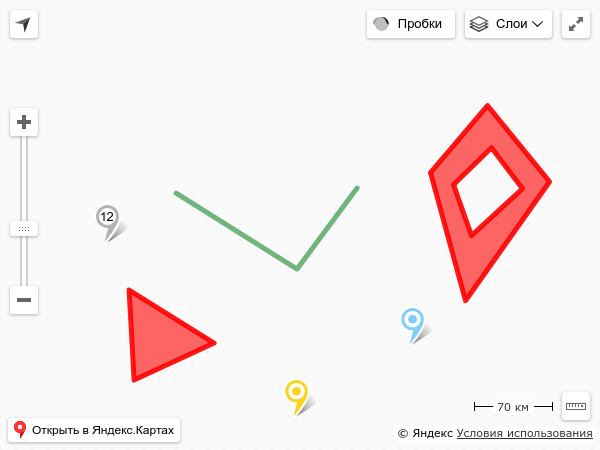 Пробки
Слои
12
70 км
Открыть в Яндекс.Картах
© Яндекс Условия использования